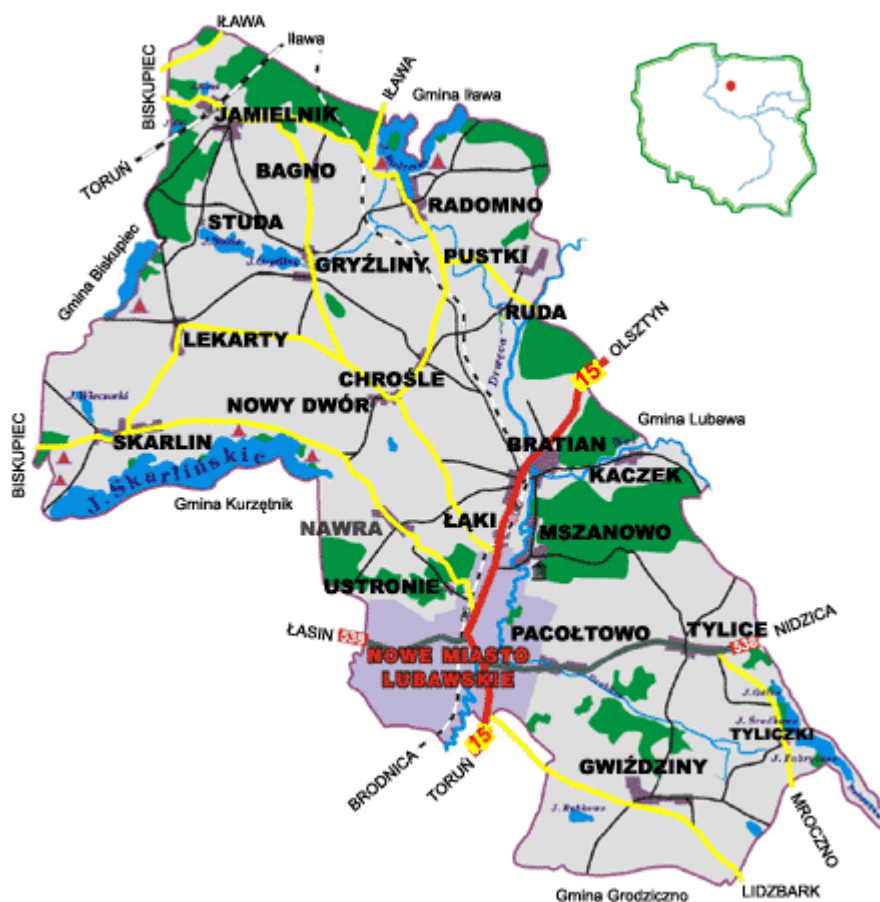 IŁAWA
Iława
IŁAWA
Gmina Iława
BISKUPIEC
JAMIELNIK
TORUŃ
BAGNO
RADOMNO
STUDA
Gmina Biskupiec
GRYŹLINY
PUSTKI
RUDA
LEKARTY
Drwęca
15
OLSZTYN
CHROŚLE
NOWY DWÓR
Gmina Lubawa
SKARLIN
BRATIAN
BISKUPIEC
J. Skarlińskie
KACZEK
Gmina Kurzętnik
NAWRA
ŁĄKI
MSZANOWO
USTRONIE
ŁASIN
539
PACOŁTOWO
TYLICE
538
NIDZICA
NOWE MIASTO
LUBAWSKIE
TYLICZKI
BRODNICA
TORUŃ
15
GWIŹDZINY
MROCZNO
Gmina Grodziczno
LIDZBARK